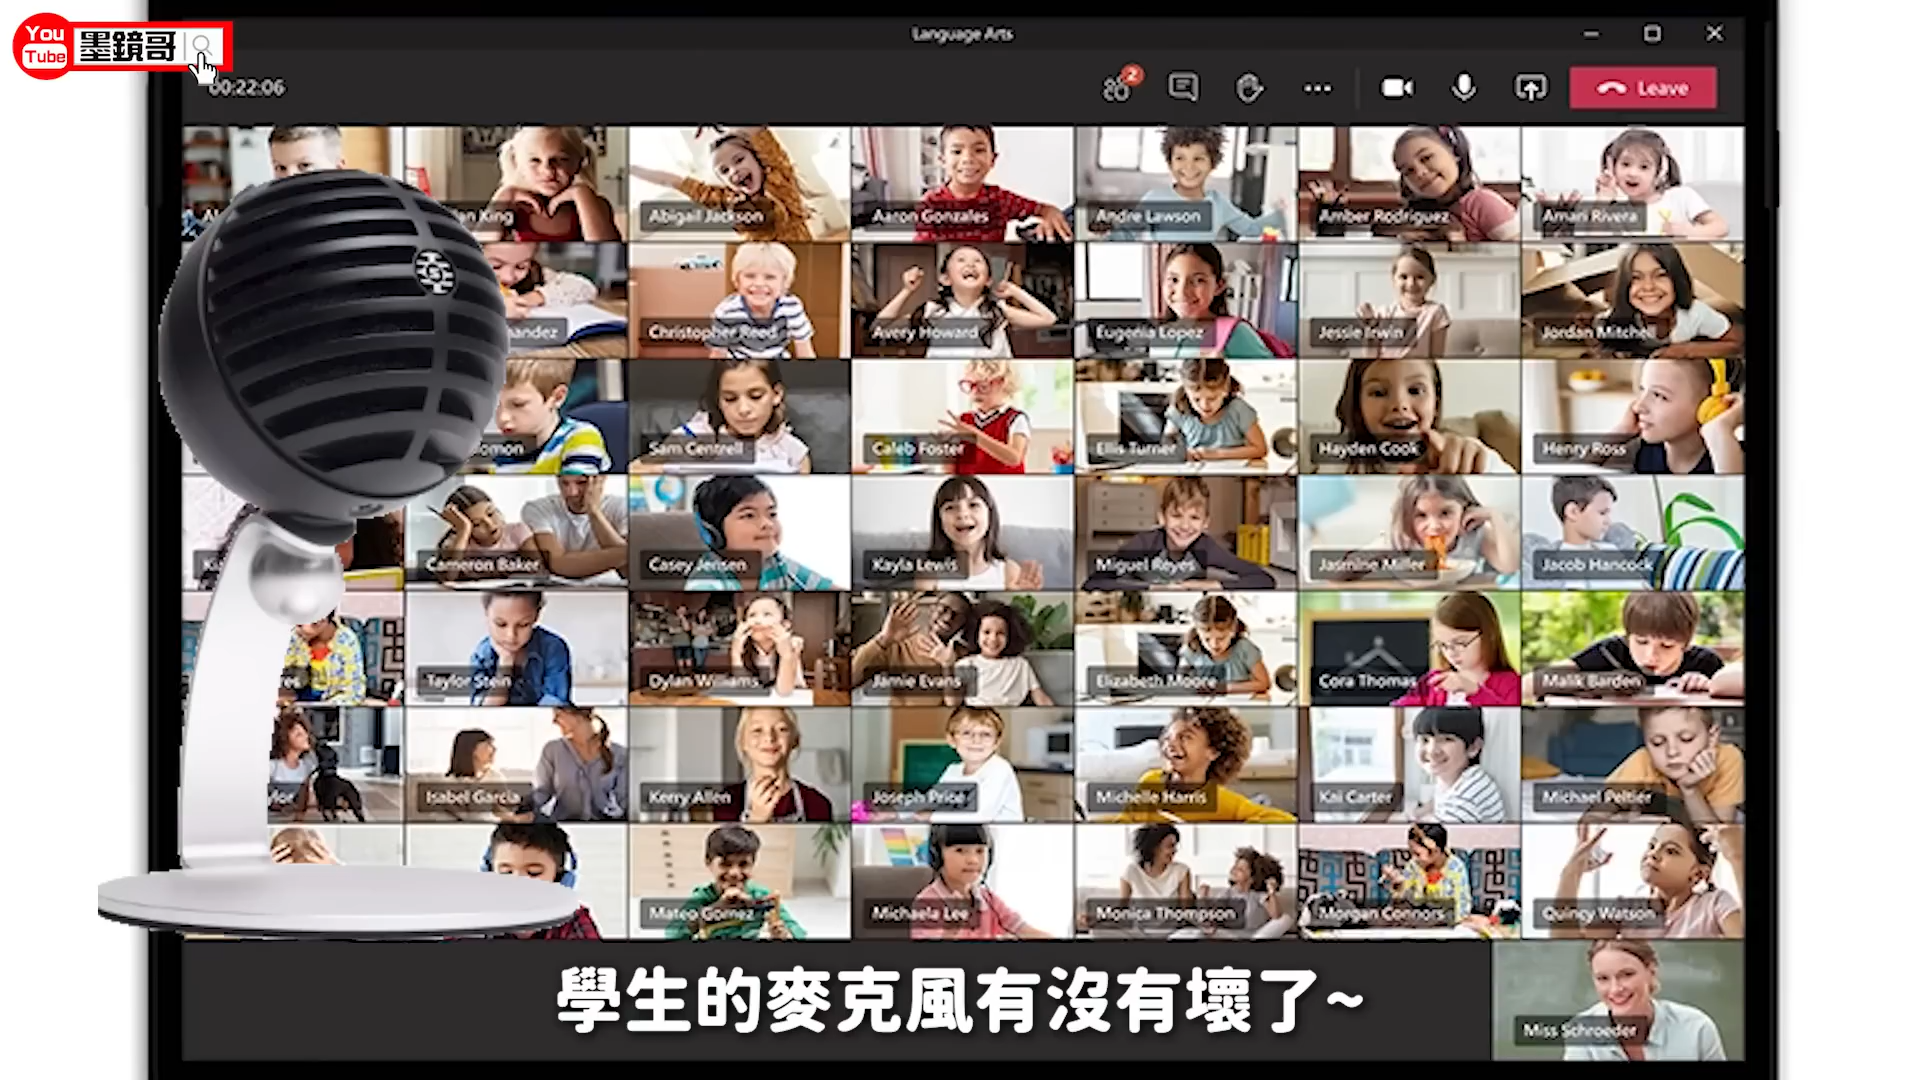 You
Tube
墨鏡哥
Language Arts
00:22:06
2
Leave
Abigail Jackson
Aaron Gonzales
Andre Lawson
Amber Rodriguez
Amari Rivera
Christopher Reed
Avery Howard
Eugenia Lopez
Jessie Irwin
Jordan Mitchell
Sam Centrell
Caleb Foster
Ellis Turner
Hayden Cook
Henry Ross
Cameron Baker
Casey Jensen
Kayla Lewis
Miguel Reyes
Jasmine Miller
Jacob Hancock
Taylor Stein
Dylan Williams
Jamie Evans
Elizabeth Moore
Cora Thomas
Malik Barden
Isabel Garcia
Kerry Allen
Joseph Price
Michelle Harris
Kai Carter
Michael Peltier
Mateo Gomez
Michaela Lee
Monica Thompson
Morgan Connors
Quincy Watson
學生的麥克風有沒有壞了~
Miss Schroeder